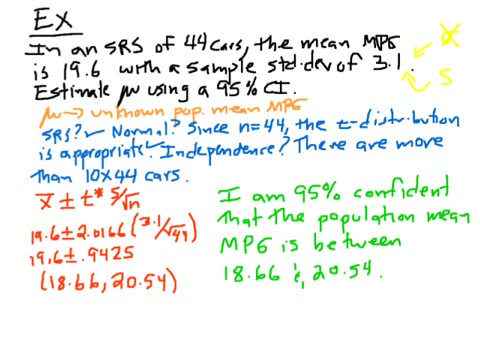 Ex
In an SRS of 44 cars, the mean MPG
is 19.6 with a sample std.dev of 3.1.
Estimate μ using a 95% CI.
x̄
s
μ → unknown pop. mean MPG
SRS? ✓ Normal? Since n=44, the t-distribution
is appropriate ✓. Independence? There are more
than 10x44 cars.
x̄ ± t* s/√n
19.6 ± 2.0166 (3.1/√44)
19.6 ± .9425
(18.66, 20.54)
I am 95% confident
that the population mean
MPG is between
18.66 & 20.54.